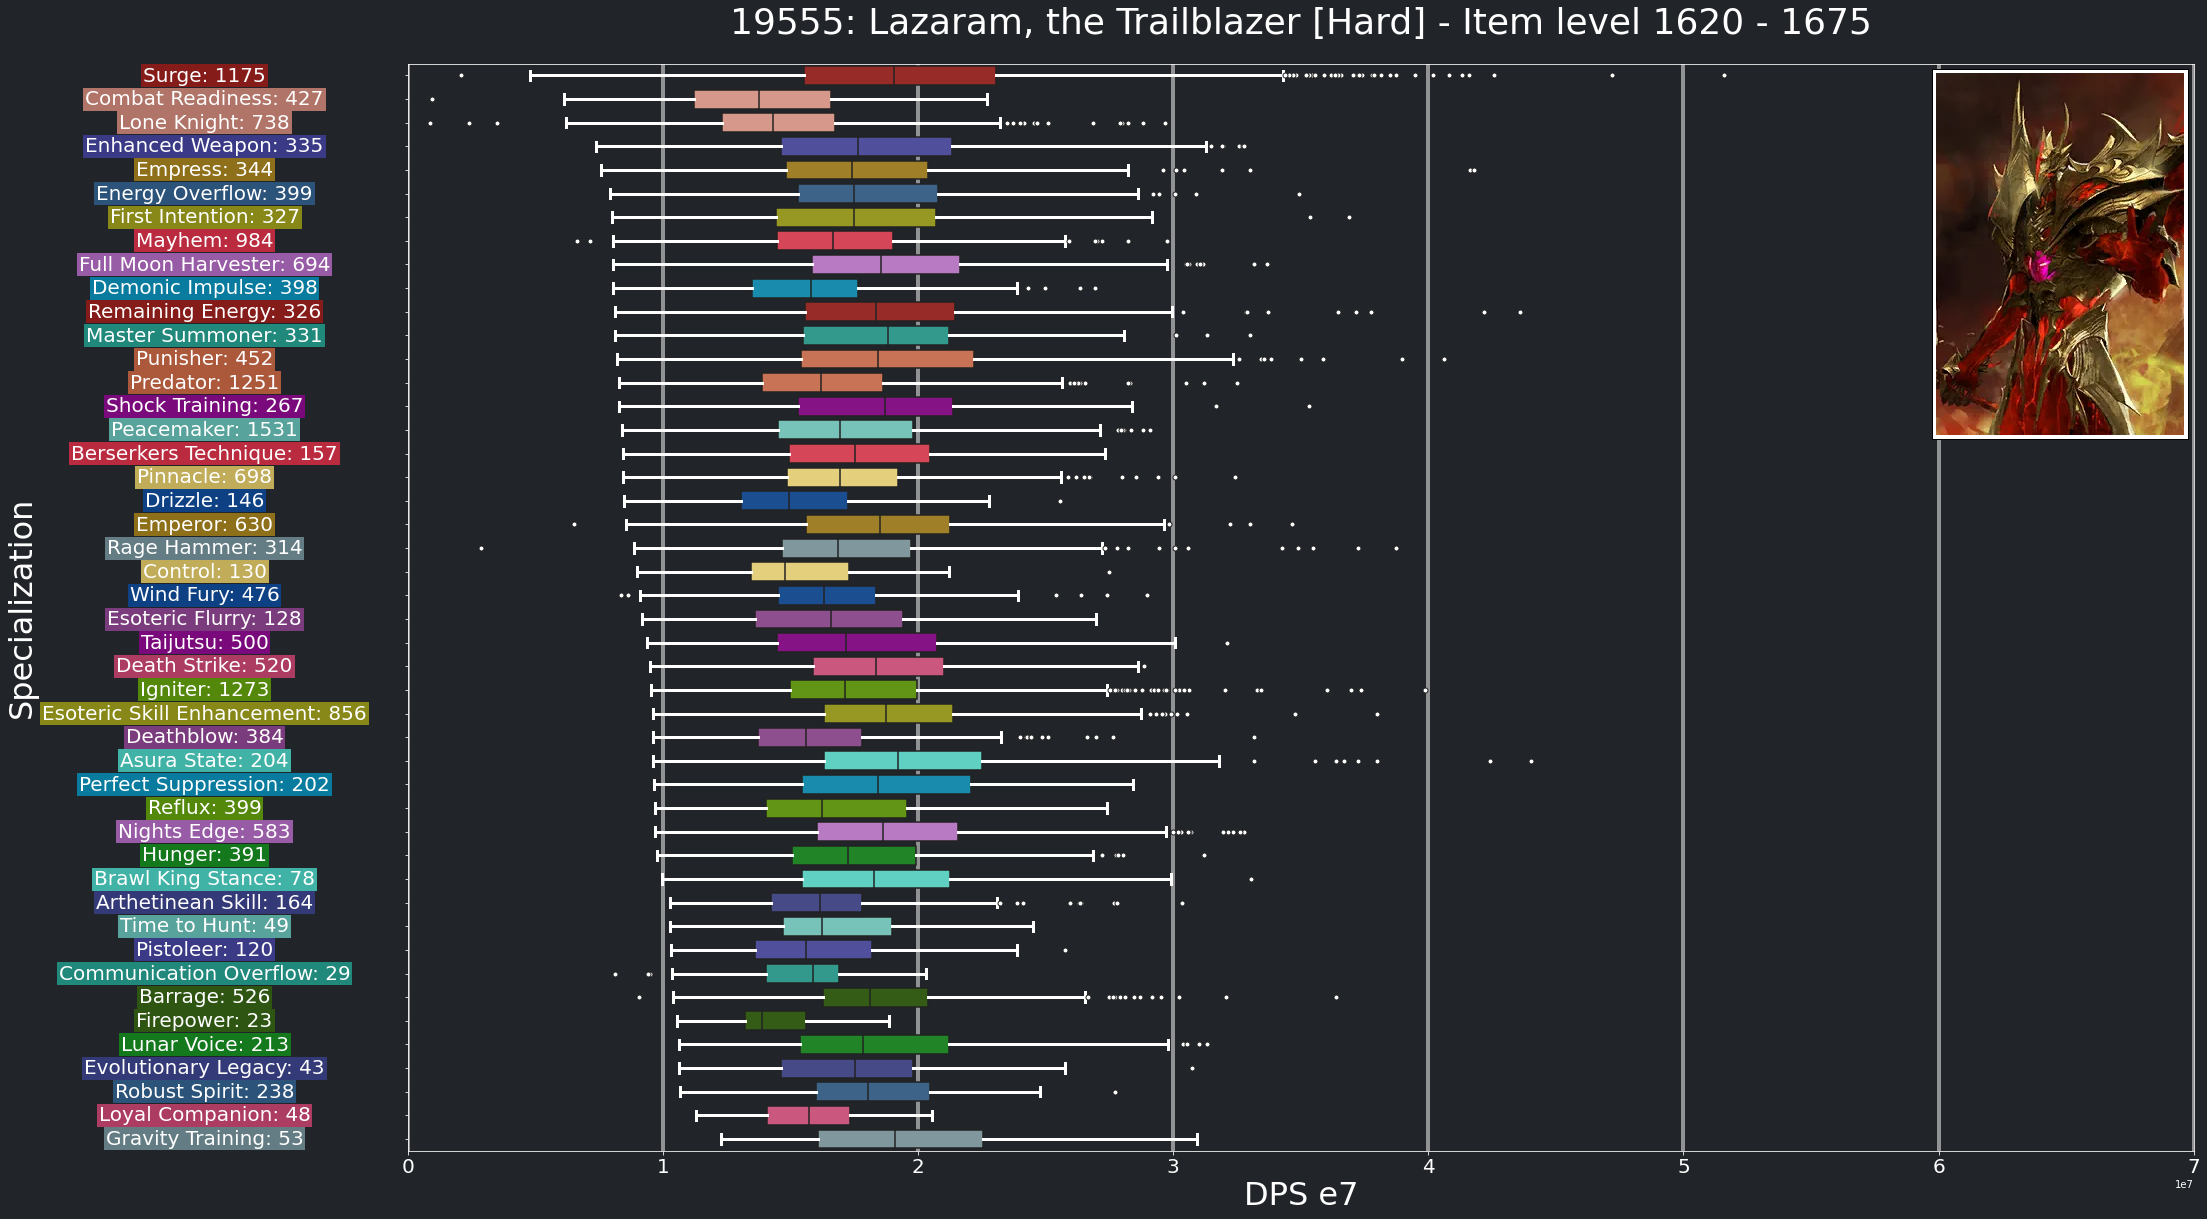 19555: Lazaram, the Trailblazer [Hard] - Item level 1620 - 1675
Specialization
Surge: 1175
Combat Readiness: 427
Lone Knight: 738
Enhanced Weapon: 335
Empress: 344
Energy Overflow: 399
First Intention: 327
Mayhem: 984
Full Moon Harvester: 694
Demonic Impulse: 398
Remaining Energy: 326
Master Summoner: 331
Punisher: 452
Predator: 1251
Shock Training: 267
Peacemaker: 1531
Berserkers Technique: 157
Pinnacle: 698
Drizzle: 146
Emperor: 630
Rage Hammer: 314
Control: 130
Wind Fury: 476
Esoteric Flurry: 128
Taijutsu: 500
Death Strike: 520
Igniter: 1273
Esoteric Skill Enhancement: 856
Deathblow: 384
Asura State: 204
Perfect Suppression: 202
Reflux: 399
Nights Edge: 583
Hunger: 391
Brawl King Stance: 78
Arthetinean Skill: 164
Time to Hunt: 49
Pistoleer: 120
Communication Overflow: 29
Barrage: 526
Firepower: 23
Lunar Voice: 213
Evolutionary Legacy: 43
Robust Spirit: 238
Loyal Companion: 48
Gravity Training: 53
0 1 2 3 4 5 6 7
1e7
DPS e7